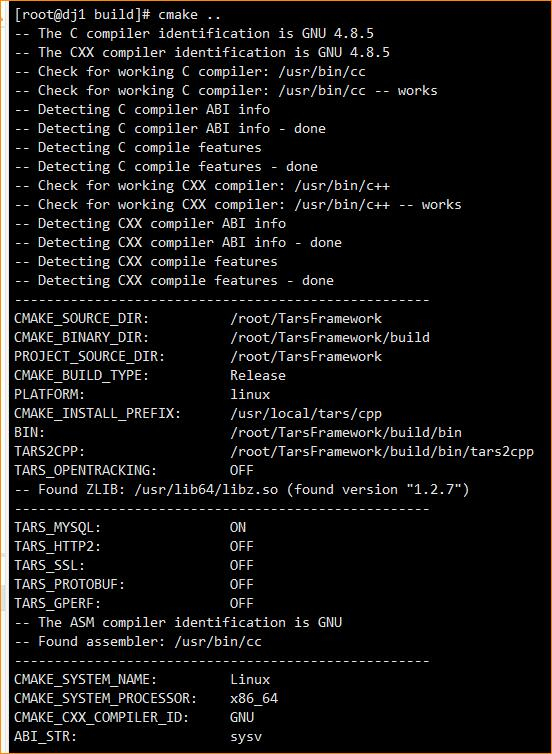 [root@dj1 build]# cmake ..
-- The C compiler identification is GNU 4.8.5
-- The CXX compiler identification is GNU 4.8.5
-- Check for working C compiler: /usr/bin/cc
-- Check for working C compiler: /usr/bin/cc -- works
-- Detecting C compiler ABI info
-- Detecting C compiler ABI info - done
-- Detecting C compile features
-- Detecting C compile features - done
-- Check for working CXX compiler: /usr/bin/c++
-- Check for working CXX compiler: /usr/bin/c++ -- works
-- Detecting CXX compiler ABI info
-- Detecting CXX compiler ABI info - done
-- Detecting CXX compile features
-- Detecting CXX compile features - done
----------------------------------------------------
CMAKE_SOURCE_DIR:          /root/TarsFramework
CMAKE_BINARY_DIR:          /root/TarsFramework/build
PROJECT_SOURCE_DIR:        /root/TarsFramework
CMAKE_BUILD_TYPE:          Release
PLATFORM:                  linux
CMAKE_INSTALL_PREFIX:      /usr/local/tars/cpp
BIN:                       /root/TarsFramework/build/bin
TARS2CPP:                  /root/TarsFramework/build/bin/tars2cpp
TARS_OPENTRACKING:         OFF
-- Found ZLIB: /usr/lib64/libz.so (found version "1.2.7")
----------------------------------------------------
TARS_MYSQL:                ON
TARS_HTTP2:                OFF
TARS_SSL:                  OFF
TARS_PROTOBUF:             OFF
TARS_GPERF:                OFF
-- The ASM compiler identification is GNU
-- Found assembler: /usr/bin/cc
----------------------------------------------------
CMAKE_SYSTEM_NAME:         Linux
CMAKE_SYSTEM_PROCESSOR:    x86_64
CMAKE_CXX_COMPILER_ID:     GNU
ABI_STR:                   sysv